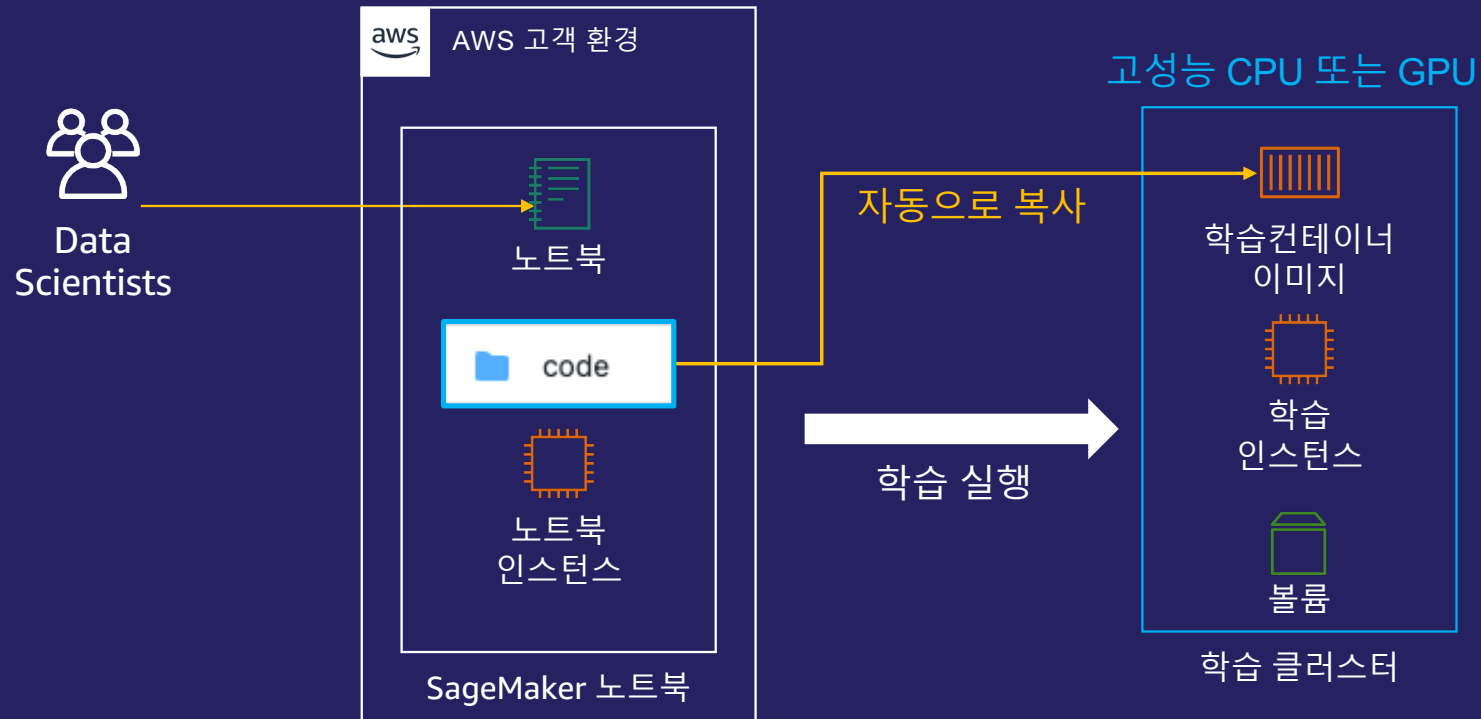 aws
AWS 고객 환경
고성능 CPU 또는 GPU
Data
Scientists
노트북
code
노트북
인스턴스
SageMaker 노트북
자동으로 복사
학습 실행
학습컨테이너
이미지
학습
인스턴스
볼륨
학습 클러스터